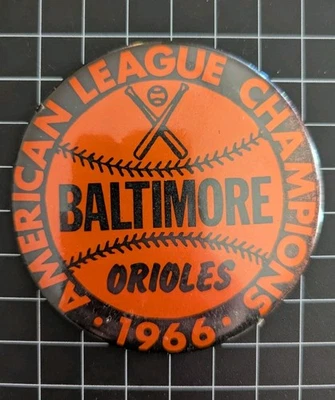 AMERICAN LEAGUE CHAMPIONS
BALTIMORE
ORIOLES
• 1966 •